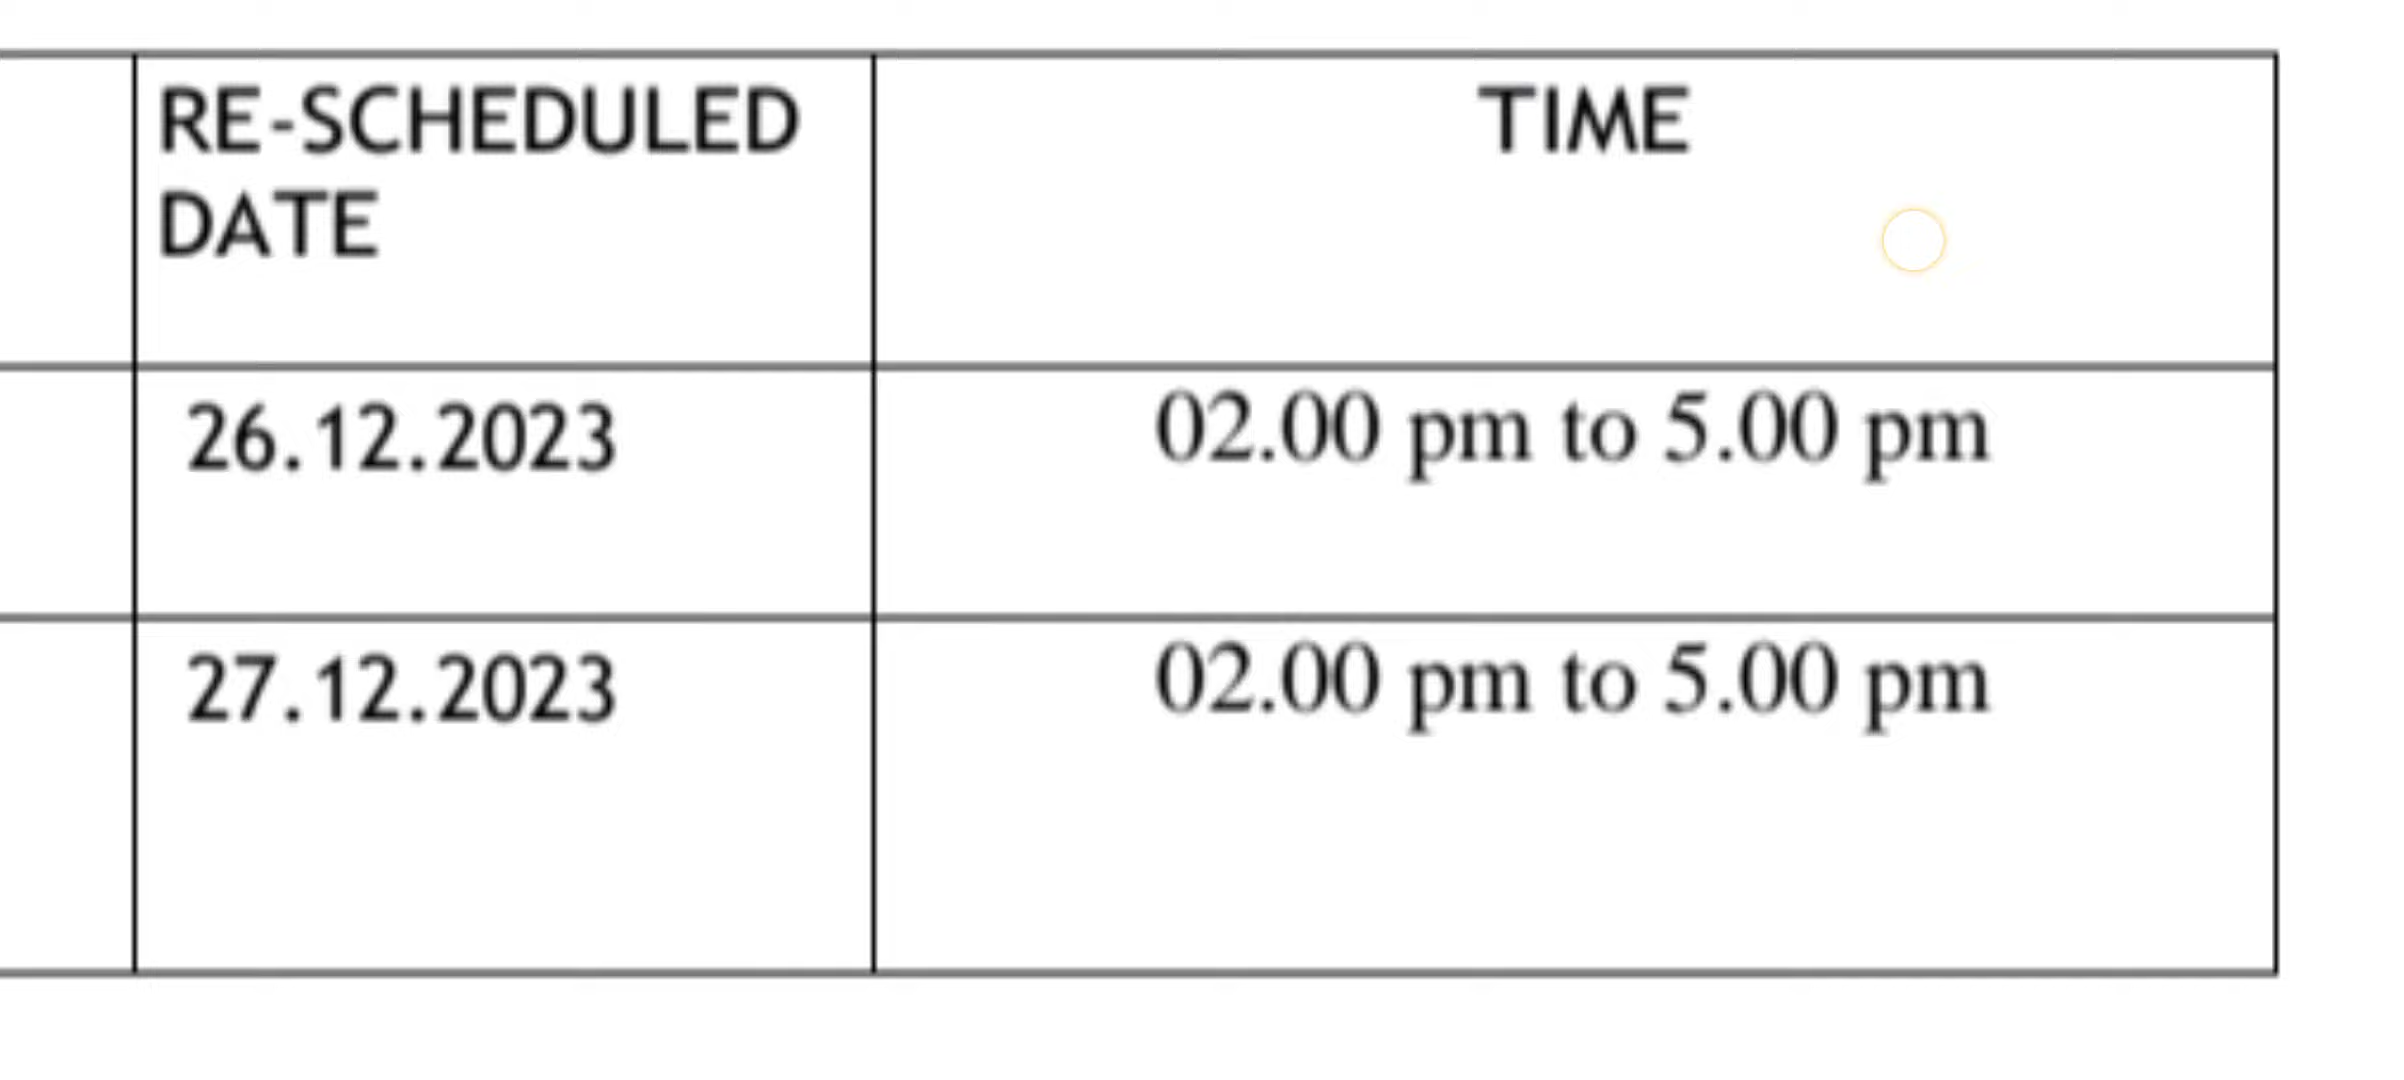 RE-SCHEDULED
DATE
TIME
26.12.2023
02.00 pm to 5.00 pm
27.12.2023
02.00 pm to 5.00 pm